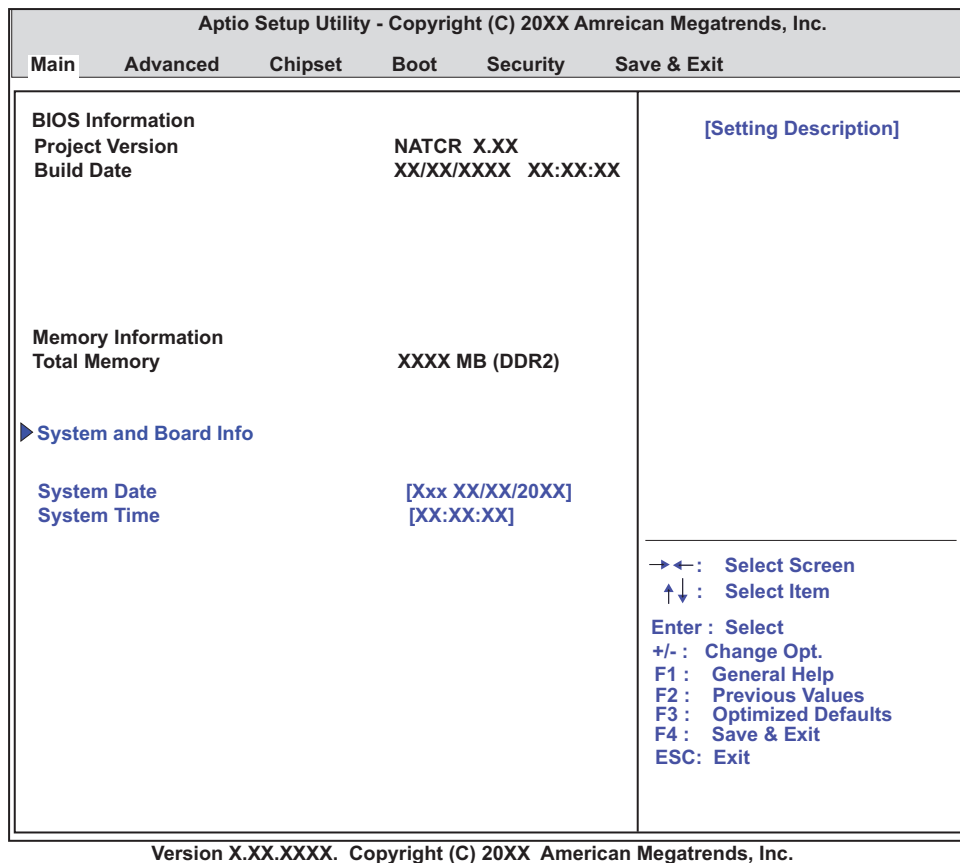 Aptio Setup Utility - Copyright (C) 20XX Amreican Megatrends, Inc.
Main Advanced Chipset Boot Security Save & Exit
BIOS Information
Project Version NATCR X.XX
Build Date XX/XX/XXXX XX:XX:XX
Memory Information
Total Memory XXXX MB (DDR2)
System and Board Info
System Date [Xxx XX/XX/20XX]
System Time [XX:XX:XX]
[Setting Description]
→←: Select Screen
↑↓ : Select Item
Enter : Select
+/- : Change Opt.
F1 : General Help
F2 : Previous Values
F3 : Optimized Defaults
F4 : Save & Exit
ESC: Exit
Version X.XX.XXXX. Copyright (C) 20XX American Megatrends, Inc.